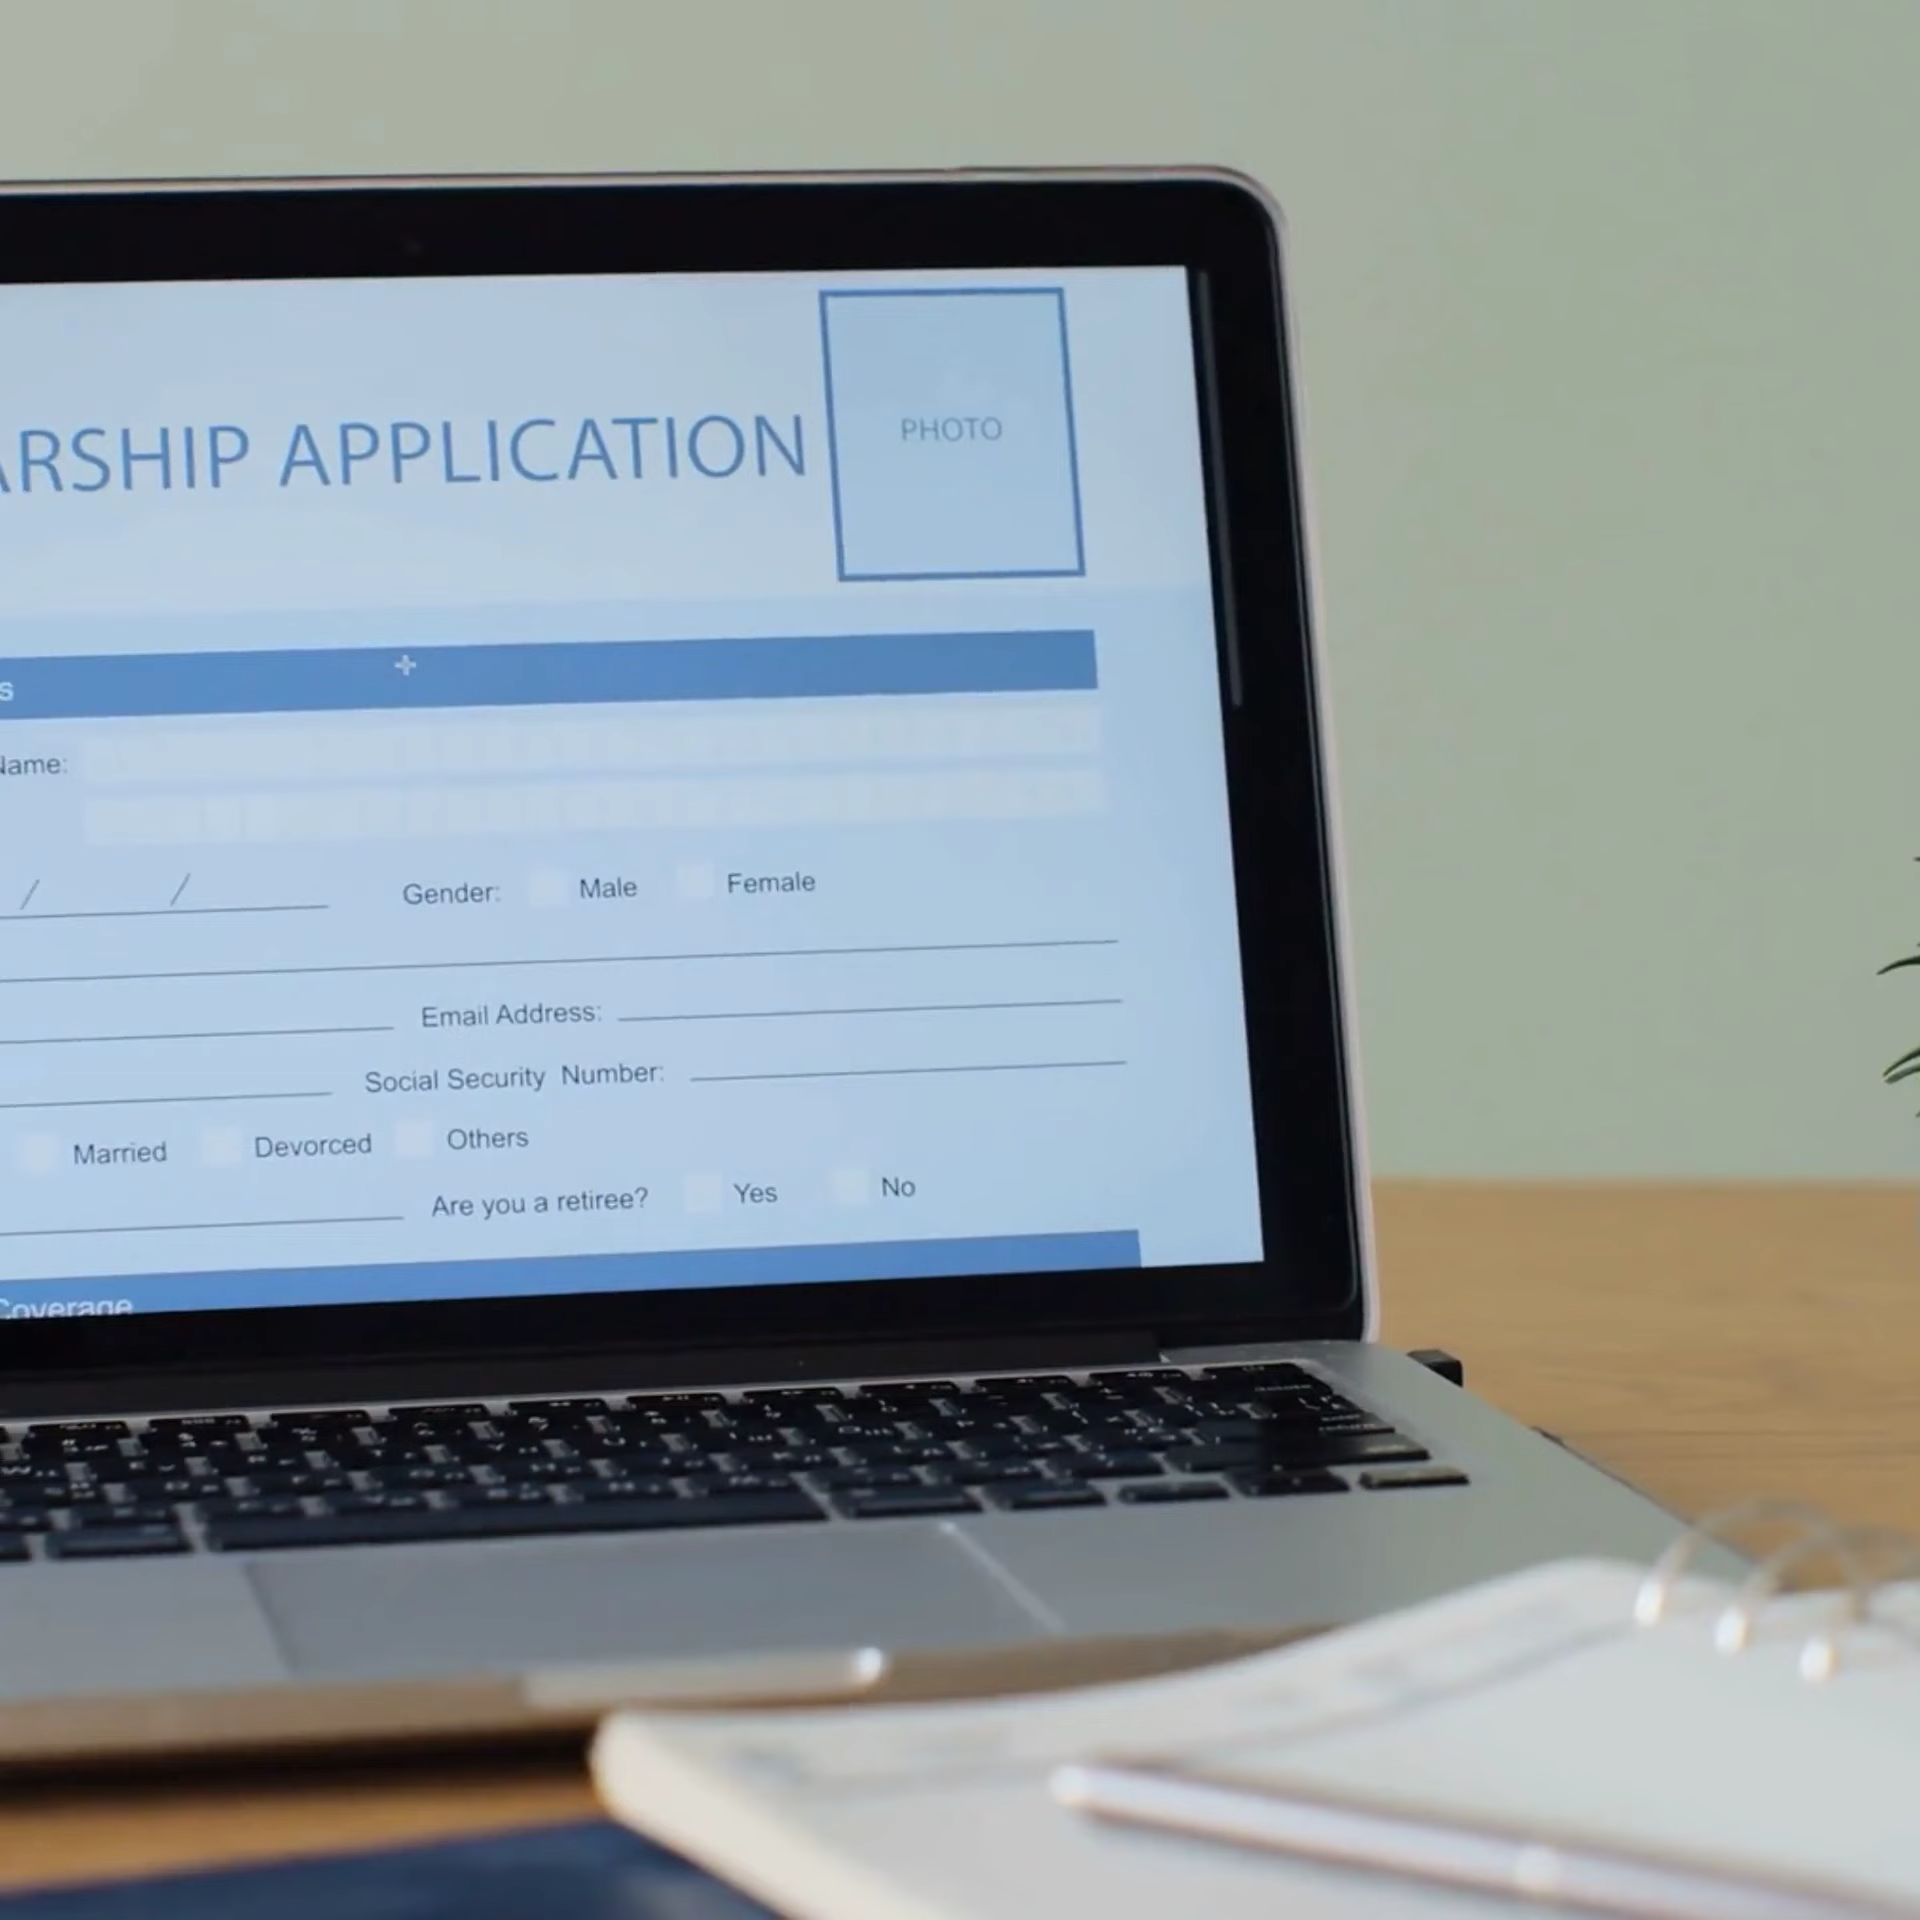 ARSHIP APPLICATION
PHOTO
s
Name:
/ / Gender: Male Female
Email Address:
Social Security Number:
Married Devorced Others
Are you a retiree? Yes No
Coverage